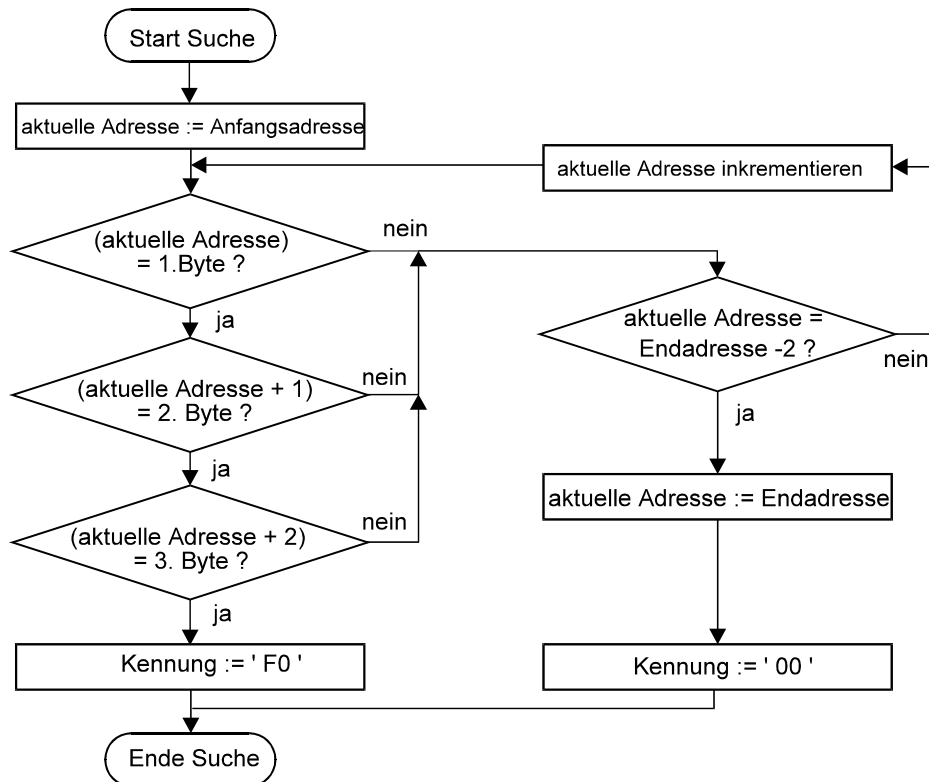 Start Suche
aktuelle Adresse := Anfangsadresse
aktuelle Adresse inkrementieren
(aktuelle Adresse)
= 1.Byte ?
nein
ja
aktuelle Adresse =
Endadresse -2 ?
nein
ja
(aktuelle Adresse + 1)
= 2. Byte ?
nein
ja
aktuelle Adresse := Endadresse
(aktuelle Adresse + 2)
= 3. Byte ?
nein
ja
Kennung := ' F0 '
Kennung := ' 00 '
Ende Suche